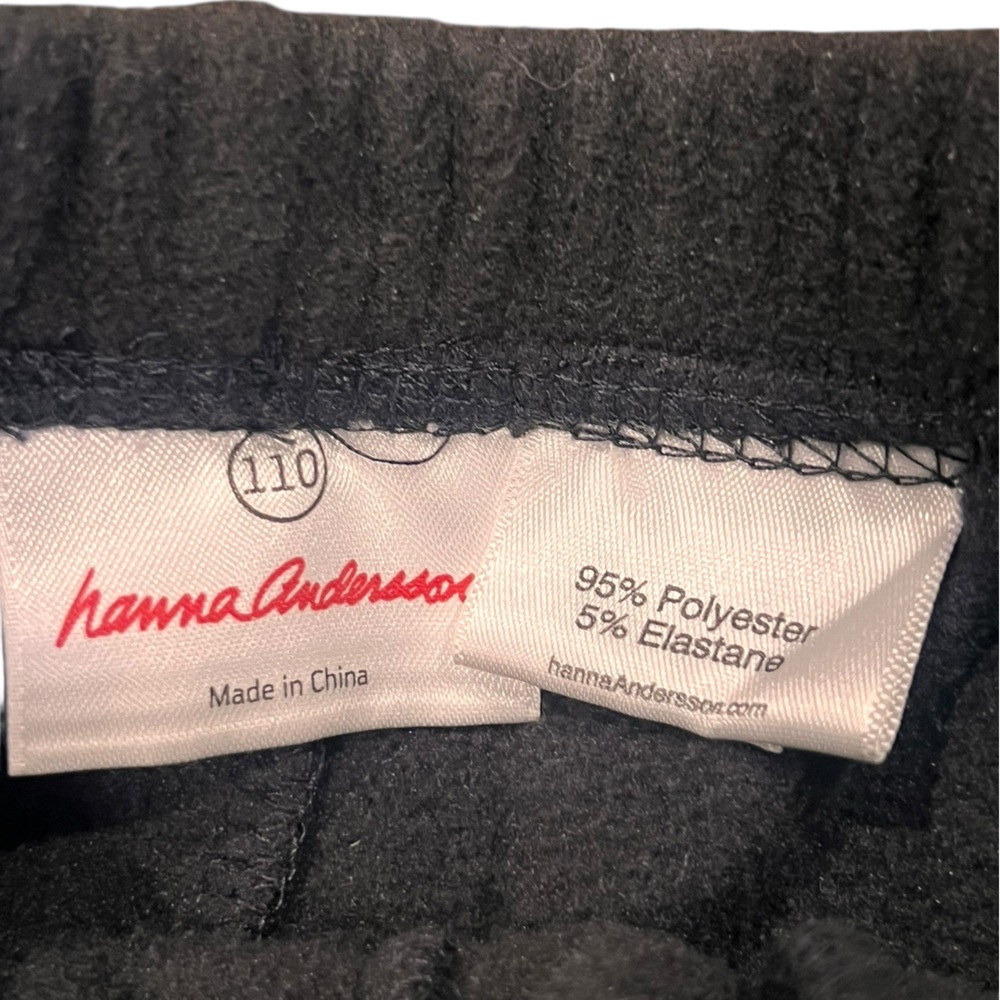 110
hanna Andersson
Made in China
95% Polyester
5% Elastane
hannaAndersson.com